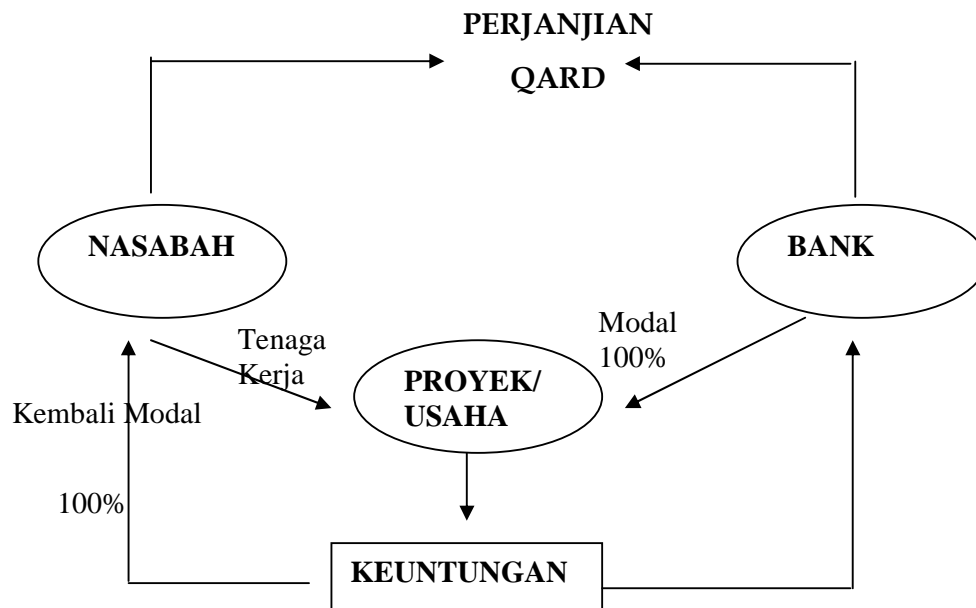 PERJANJIAN
QARD
NASABAH
BANK
Tenaga
Kerja
Modal
100%
PROYEK/
USAHA
Kembali Modal
100%
KEUNTUNGAN